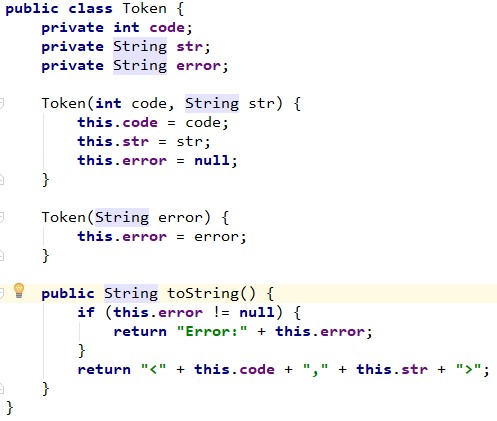 public class Token {
    private int code;
    private String str;
    private String error;

    Token(int code, String str) {
        this.code = code;
        this.str = str;
        this.error = null;
    }

    Token(String error) {
        this.error = error;
    }

    public String toString() {
        if (this.error != null) {
            return "Error:" + this.error;
        }
        return "<" + this.code + "," + this.str + ">";
    }
}